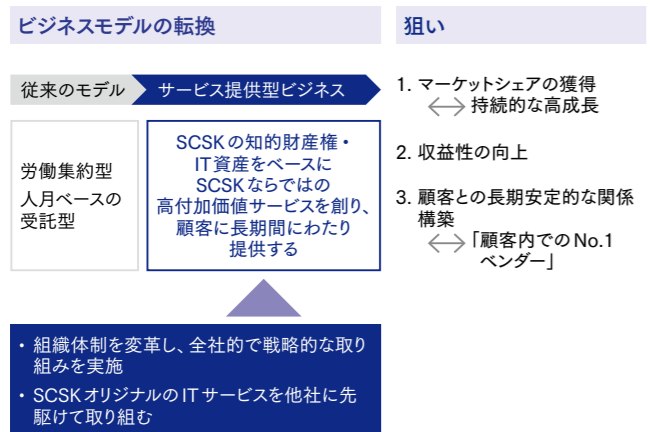 ビジネスモデルの転換
従来のモデル
サービス提供型ビジネス
労働集約型
人月ベースの
受託型
SCSKの知的財産権・
IT資産をベースに
SCSKならではの
高付加価値サービスを創り、
顧客に長期間にわたり
提供する
・組織体制を変革し、全社的で戦略的な取り
組みを実施
・SCSKオリジナルのITサービスを他社に先
駆けて取り組む
狙い
1. マーケットシェアの獲得
持続的な高成長
2. 収益性の向上
3. 顧客との長期安定的な関係
構築
「顧客内でのNo.1
ベンダー」